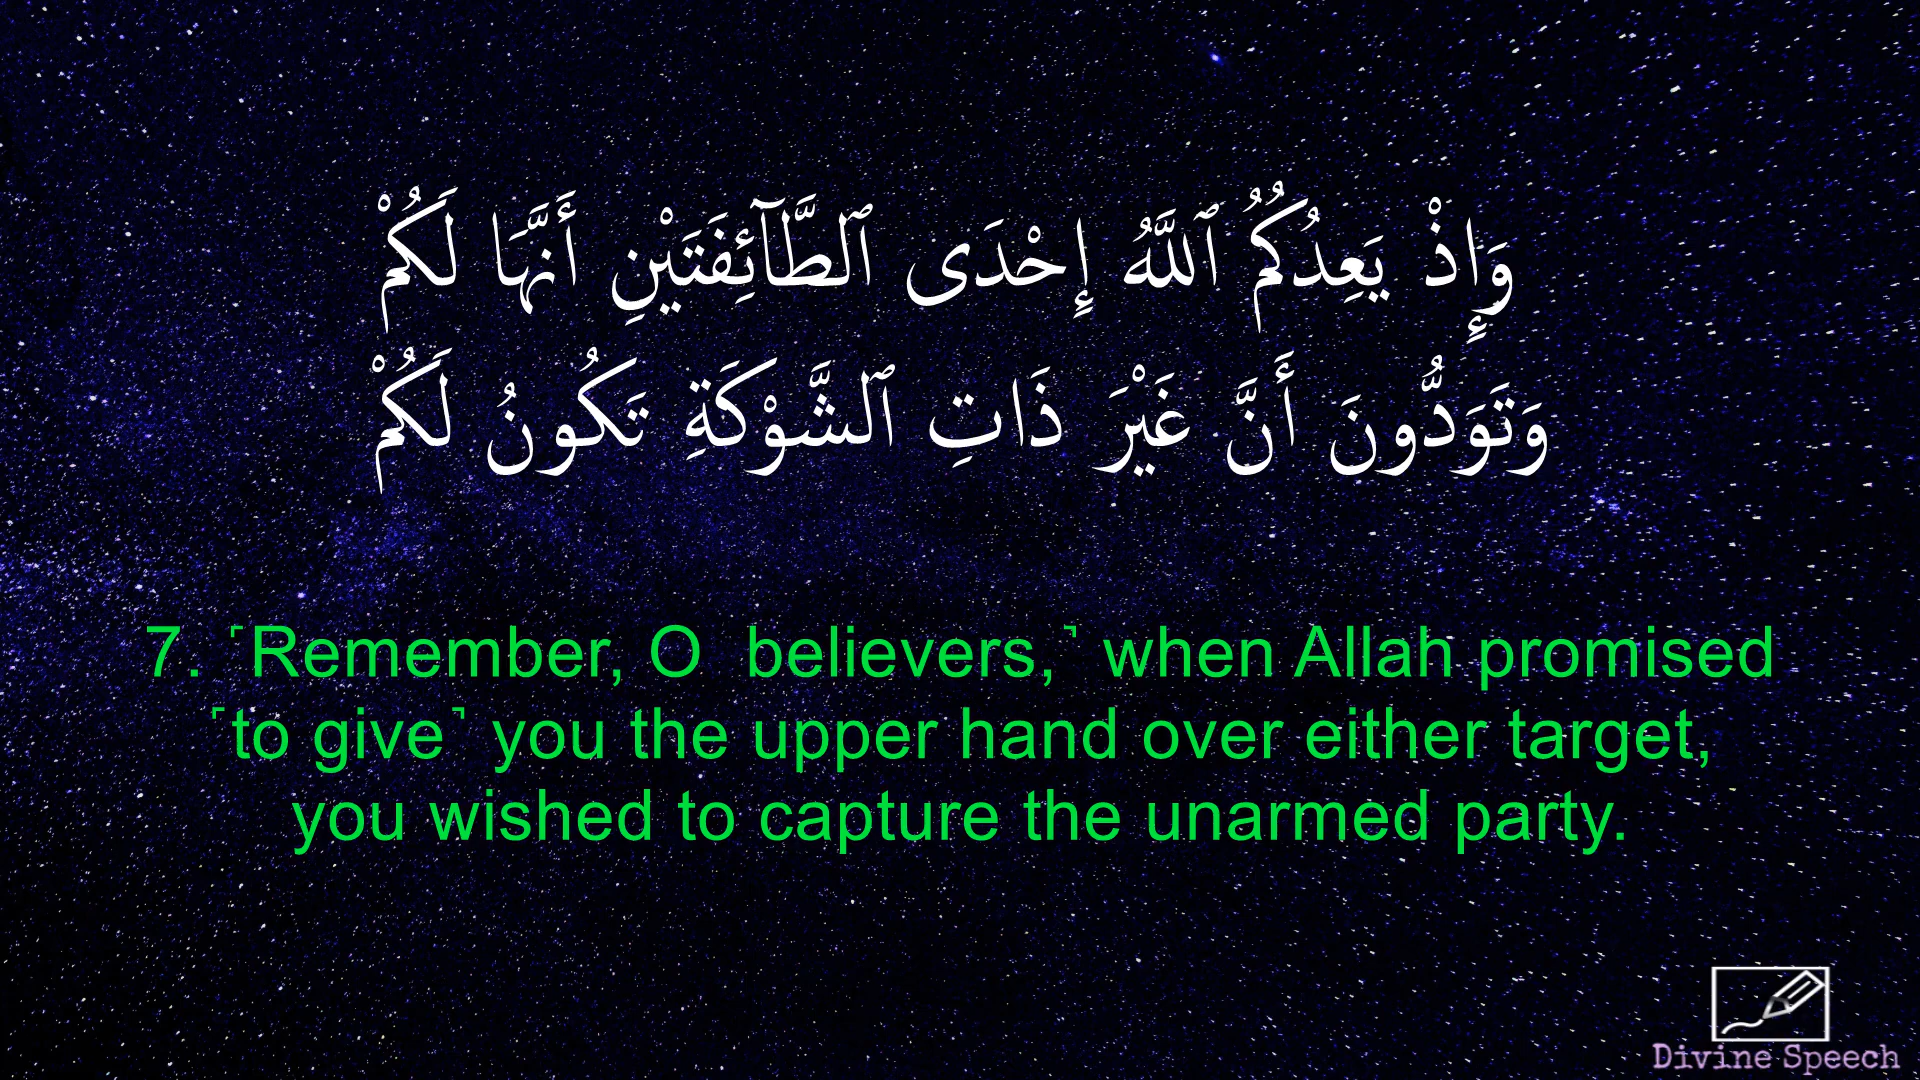 وَإِذْ يَعِدُكُمُ ٱللَّهُ إِحْدَى ٱلطَّآئِفَتَيْنِ أَنَّهَا لَكُمْ
وَتَوَدُّونَ أَنَّ غَيْرَ ذَاتِ ٱلشَّوْكَةِ تَكُونُ لَكُمْ
7. ˹Remember, O believers,˺ when Allah promised
˹to give˺ you the upper hand over either target,
you wished to capture the unarmed party.
Divine Speech